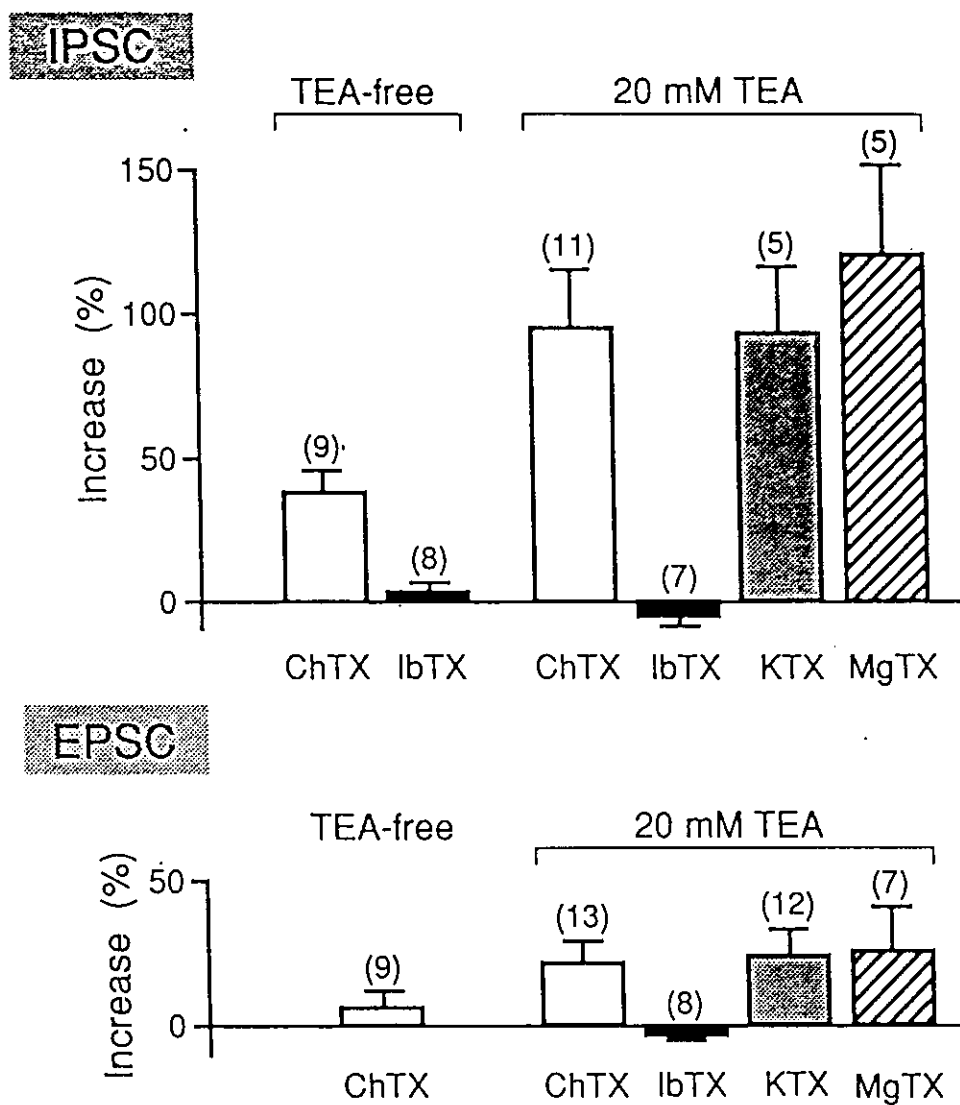 IPSC
TEA-free 20 mM TEA
Increase (%)
150
100
50
0
(9)
(8)
(11)
(7)
(5)
(5)
ChTX IbTX ChTX IbTX KTX MgTX
EPSC
TEA-free 20 mM TEA
Increase (%)
50
0
(9)
(13)
(8)
(12)
(7)
ChTX ChTX IbTX KTX MgTX